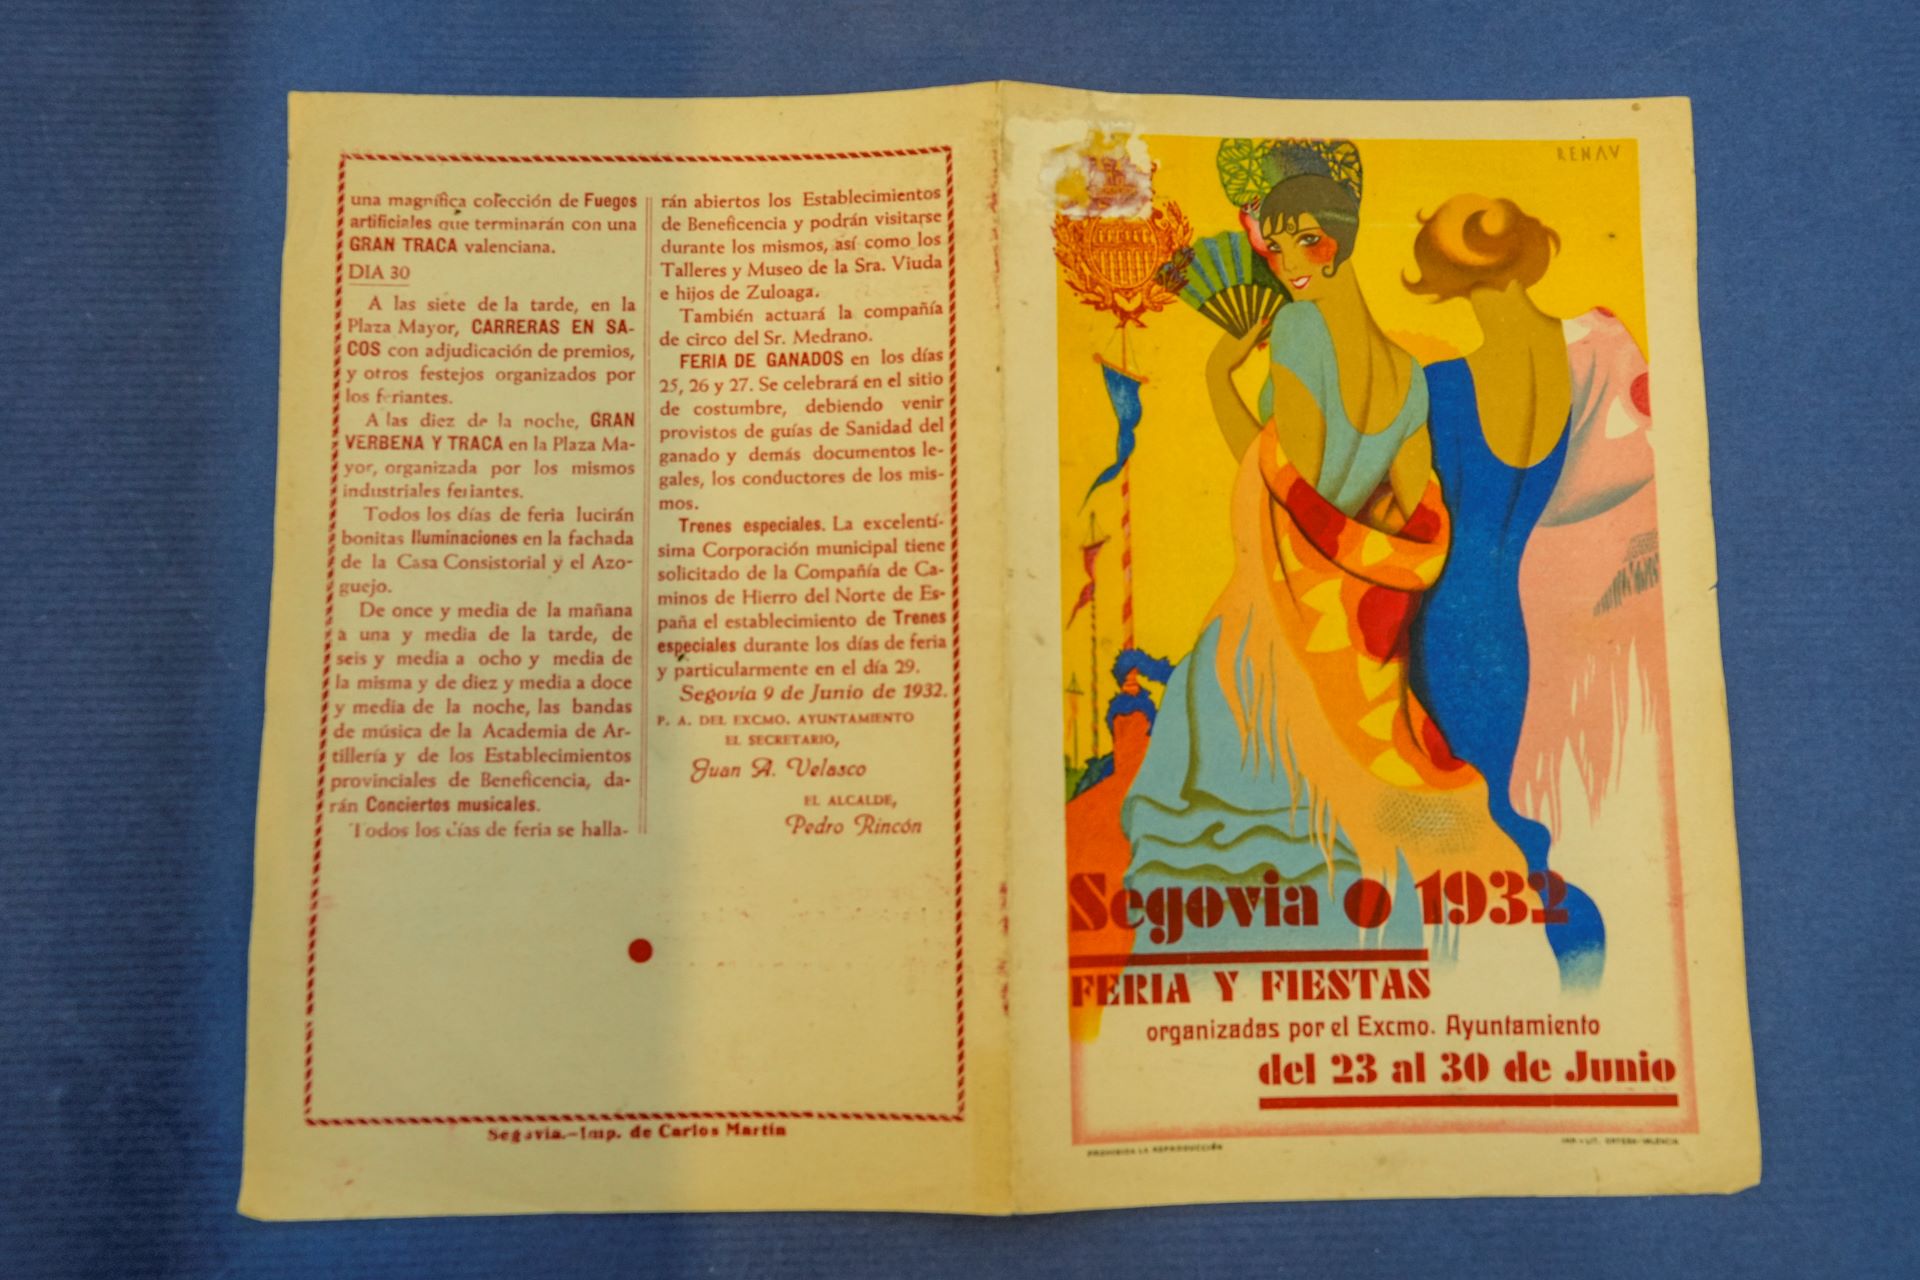 una magnífica colección de Fuegos
artificiales que terminarán con una
GRAN TRACA valenciana.
DIA 30
A las siete de la tarde, en la
Plaza Mayor, CARRERAS EN SA-
COS con adjudicación de premios,
y otros festejos organizados por
los feriantes.
A las diez de la noche, GRAN
VERBENA Y TRACA en la Plaza Ma-
yor, organizada por los mismos
industriales feriantes.
Todos los días de feria lucirán
bonitas Iluminaciones en la fachada
de la Casa Consistorial y el Azo-
guejo.
De once y media de la mañana
a una y media de la tarde, de
seis y media a ocho y media de
la misma y de diez y media a doce
y media de la noche, las bandas
de música de la Academia de Ar-
tillería y de los Establecimientos
provinciales de Beneficencia, da-
rán Conciertos musicales.
Todos los días de feria se halla-
rán abiertos los Establecimientos
de Beneficencia y podrán visitarse
durante los mismos, así como los
Talleres y Museo de la Sra. Viuda
e hijos de Zuloaga.
También actuará la compañía
de circo del Sr. Medrano.
FERIA DE GANADOS en los días
25, 26 y 27. Se celebrará en el sitio
de costumbre, debiendo venir
provistos de guías de Sanidad del
ganado y demás documentos le-
gales, los conductores de los mis-
mos.
Trenes especiales. La excelentí-
sima Corporación municipal tiene
solicitado de la Compañía de Ca-
minos de Hierro del Norte de Es-
paña el establecimiento de Trenes
especiales durante los días de feria
y particularmente en el día 29.
Segovia 9 de Junio de 1932.
P. A. DEL EXCMO. AYUNTAMIENTO
EL SECRETARIO,
Juan A. Velasco
EL ALCALDE,
Pedro Rincón
Segovia.-Imp. de Carlos Martín
RENAU
Segovia 1932
FERIA Y FIESTAS
organizadas por el Excmo. Ayuntamiento
del 23 al 30 de Junio
PROHIBIDA LA REPRODUCCIÓN
IMP. Y LIT. ORTEGA-VALENCIA